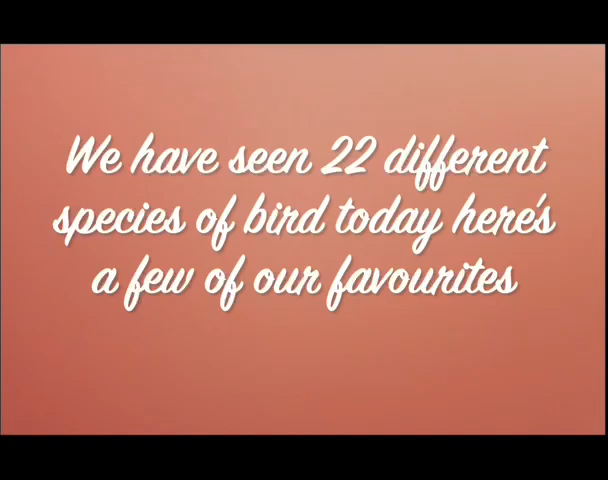 We have seen 22 different
species of bird today here's
a few of our favourites